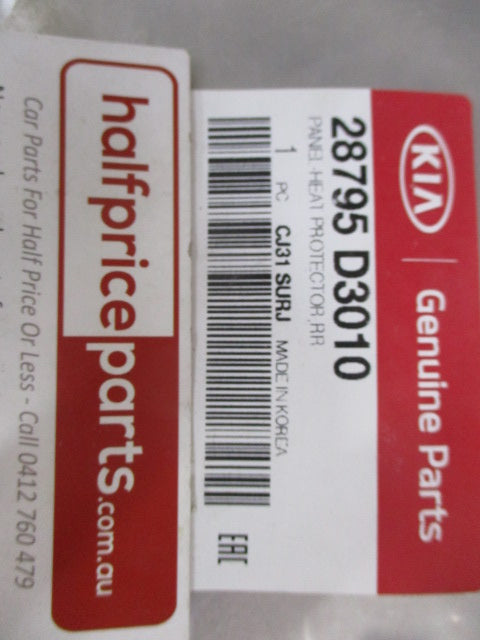 KIA | Genuine Parts
28795 D3010
PANEL-HEAT PROTECTOR,RR
1 PC CJ31 SURJ MADE IN KOREA
EAC
halfpriceparts.com.au
Car Parts For Half Price Or Less - Call 0412 760 479